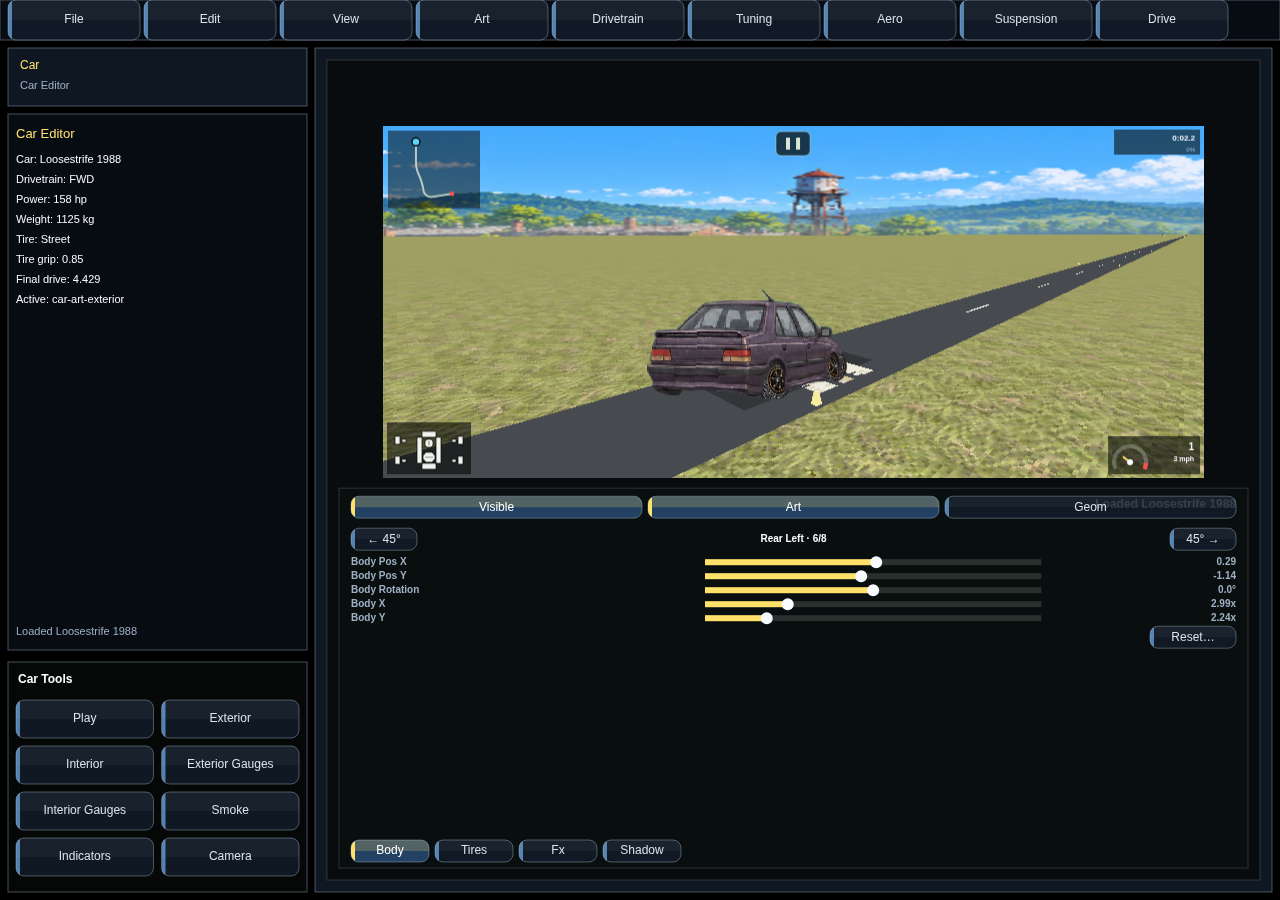 File Edit View Art Drivetrain Tuning Aero Suspension Drive
Car
Car Editor
Car Editor
Car: Loosestrife 1988
Drivetrain: FWD
Power: 158 hp
Weight: 1125 kg
Tire: Street
Tire grip: 0.85
Final drive: 4.429
Active: car-art-exterior
Loaded Loosestrife 1988
Car Tools
Play Exterior
Interior Exterior Gauges
Interior Gauges Smoke
Indicators Camera
0:02.2
0%
1
3 mph
Visible Art Geom
Loaded Loosestrife 1988
← 45° Rear Left · 6/8 45° →
Body Pos X 0.29
Body Pos Y -1.14
Body Rotation 0.0°
Body X 2.99x
Body Y 2.24x
Reset...
Body Tires Fx Shadow